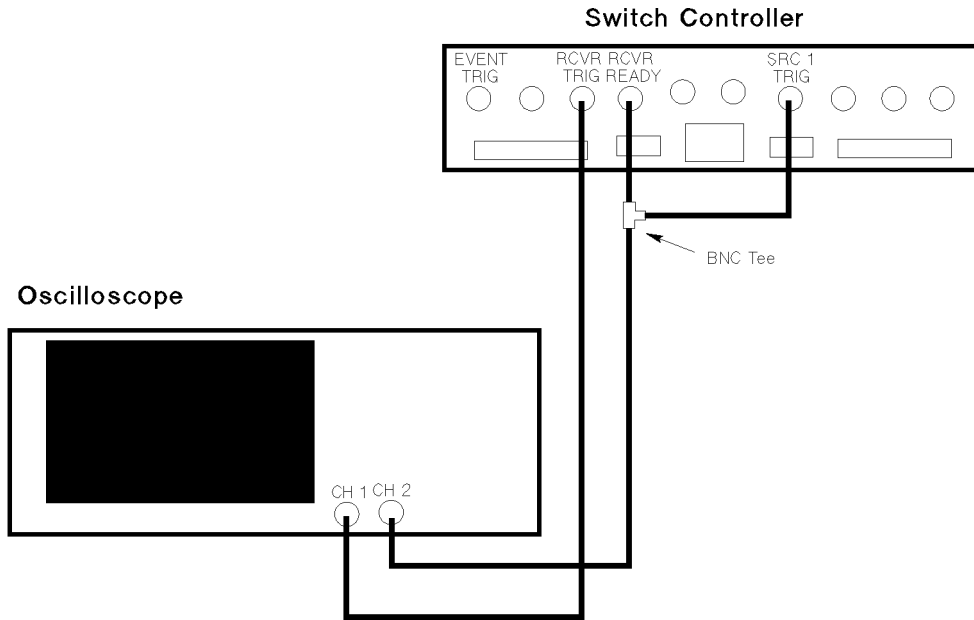 Switch Controller
EVENT TRIG
RCVR TRIG
RCVR READY
SRC 1 TRIG
BNC Tee
Oscilloscope
CH 1
CH 2